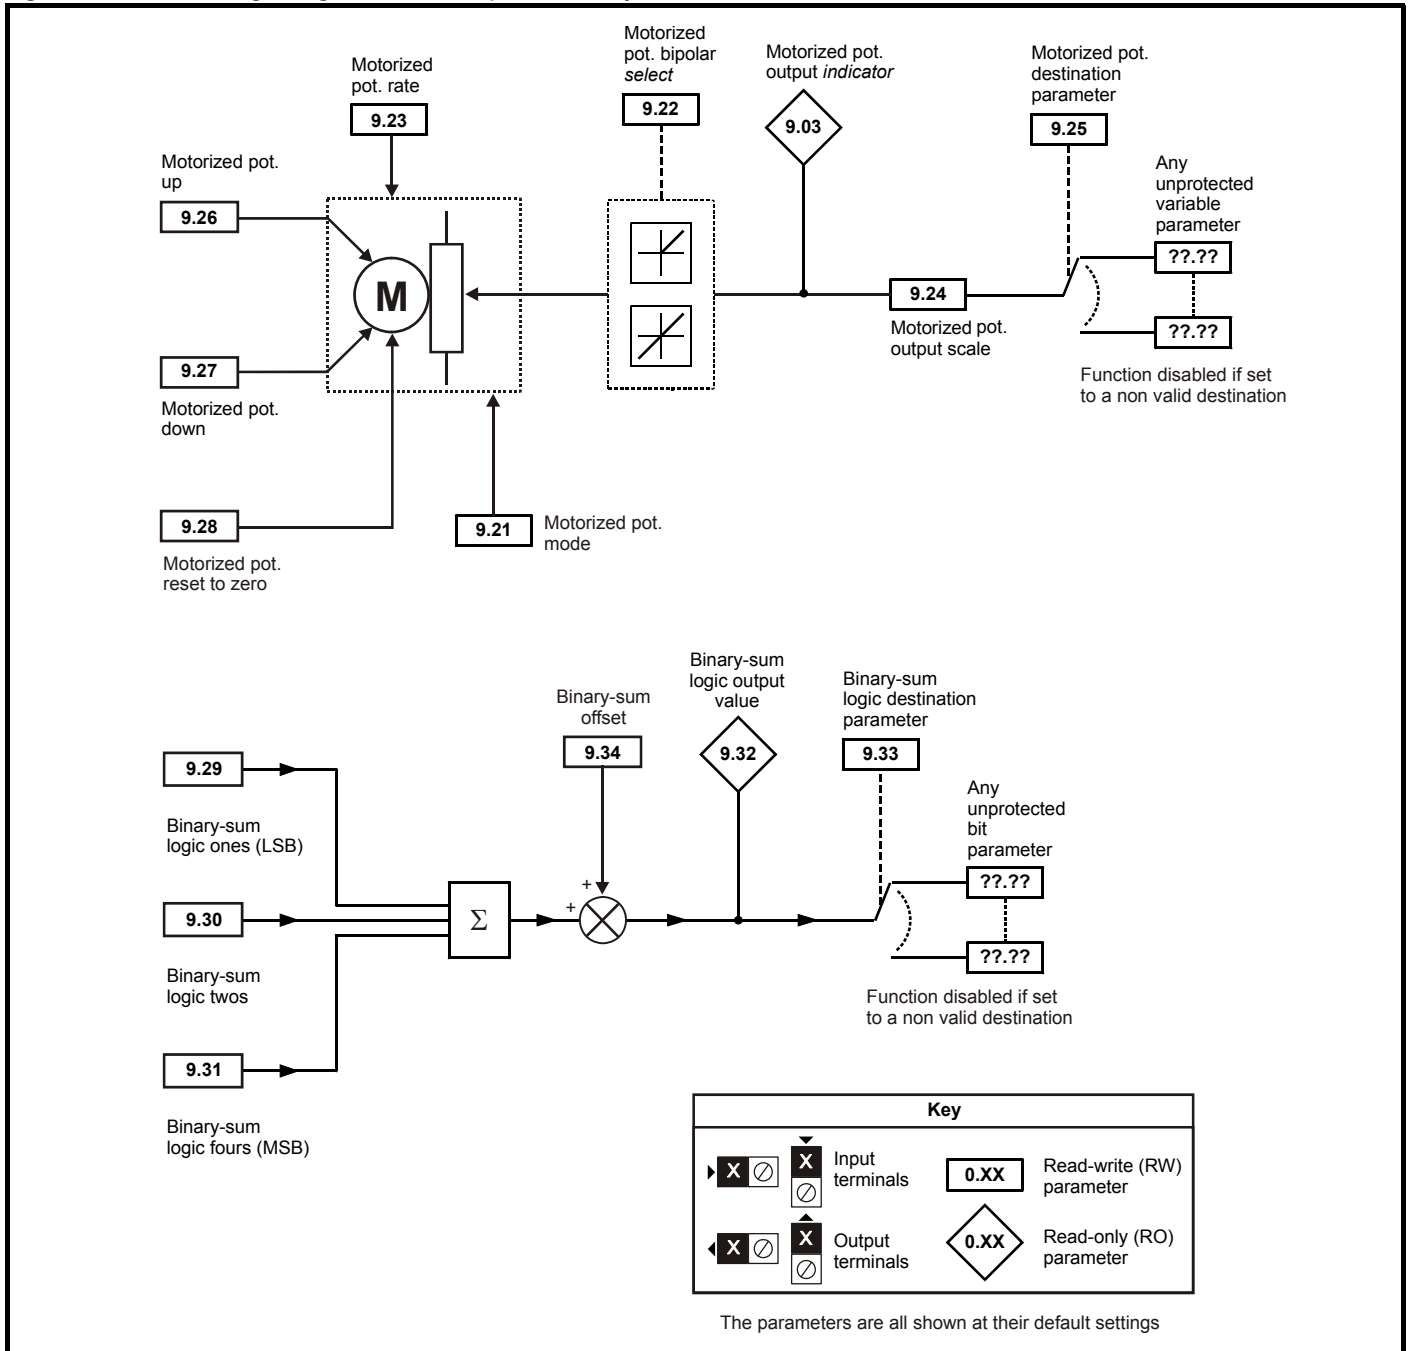 Motorized
pot. rate
9.23
Motorized
pot. bipolar
select
9.22
Motorized pot.
output indicator
9.03
Motorized pot.
destination
parameter
9.25
Any
unprotected
variable
parameter
??.??
??.??
Function disabled if set
to a non valid destination
Motorized pot.
up
9.26
M
9.27
Motorized pot.
down
9.24
Motorized pot.
output scale
9.28
Motorized pot.
reset to zero
9.21
Motorized pot.
mode
Binary-sum
offset
9.34
Binary-sum
logic output
value
9.32
Binary-sum
logic destination
parameter
9.33
Any
unprotected
bit
parameter
??.??
??.??
Function disabled if set
to a non valid destination
9.29
Binary-sum
logic ones (LSB)
9.30
Binary-sum
logic twos
9.31
Binary-sum
logic fours (MSB)
Σ
+
+
Key
X
X
Input
terminals
0.XX
Read-write (RW)
parameter
X
X
Output
terminals
0.XX
Read-only (RO)
parameter
The parameters are all shown at their default settings